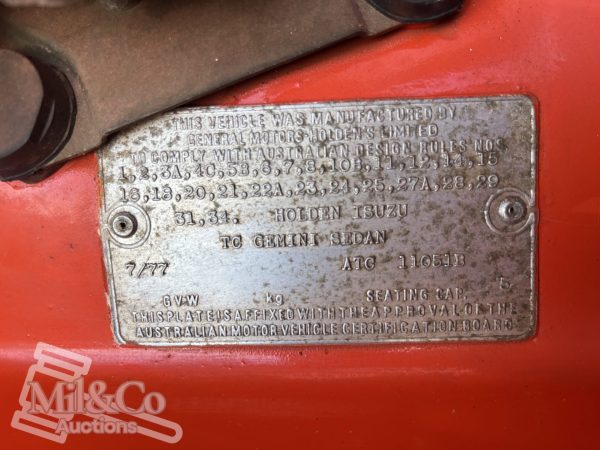 THIS VEHICLE WAS MANUFACTURED BY
GENERAL MOTORS HOLDEN'S LIMITED
TO COMPLY WITH AUSTRALIAN DESIGN RULES NOS
1,2,3A,4C,5B,6,7,8,10B,11,12,14,15
16,18,20,21,22A,23,24,25,27A,28,29
31,34. HOLDEN ISUZU
TC GEMINI SEDAN
7/77 ATC 11051B
GVW kg SEATING CAP. 5
THIS PLATE IS AFFIXED WITH THE APPROVAL OF THE
AUSTRALIAN MOTOR VEHICLE CERTIFICATION BOARD
Mil&Co
Auctions